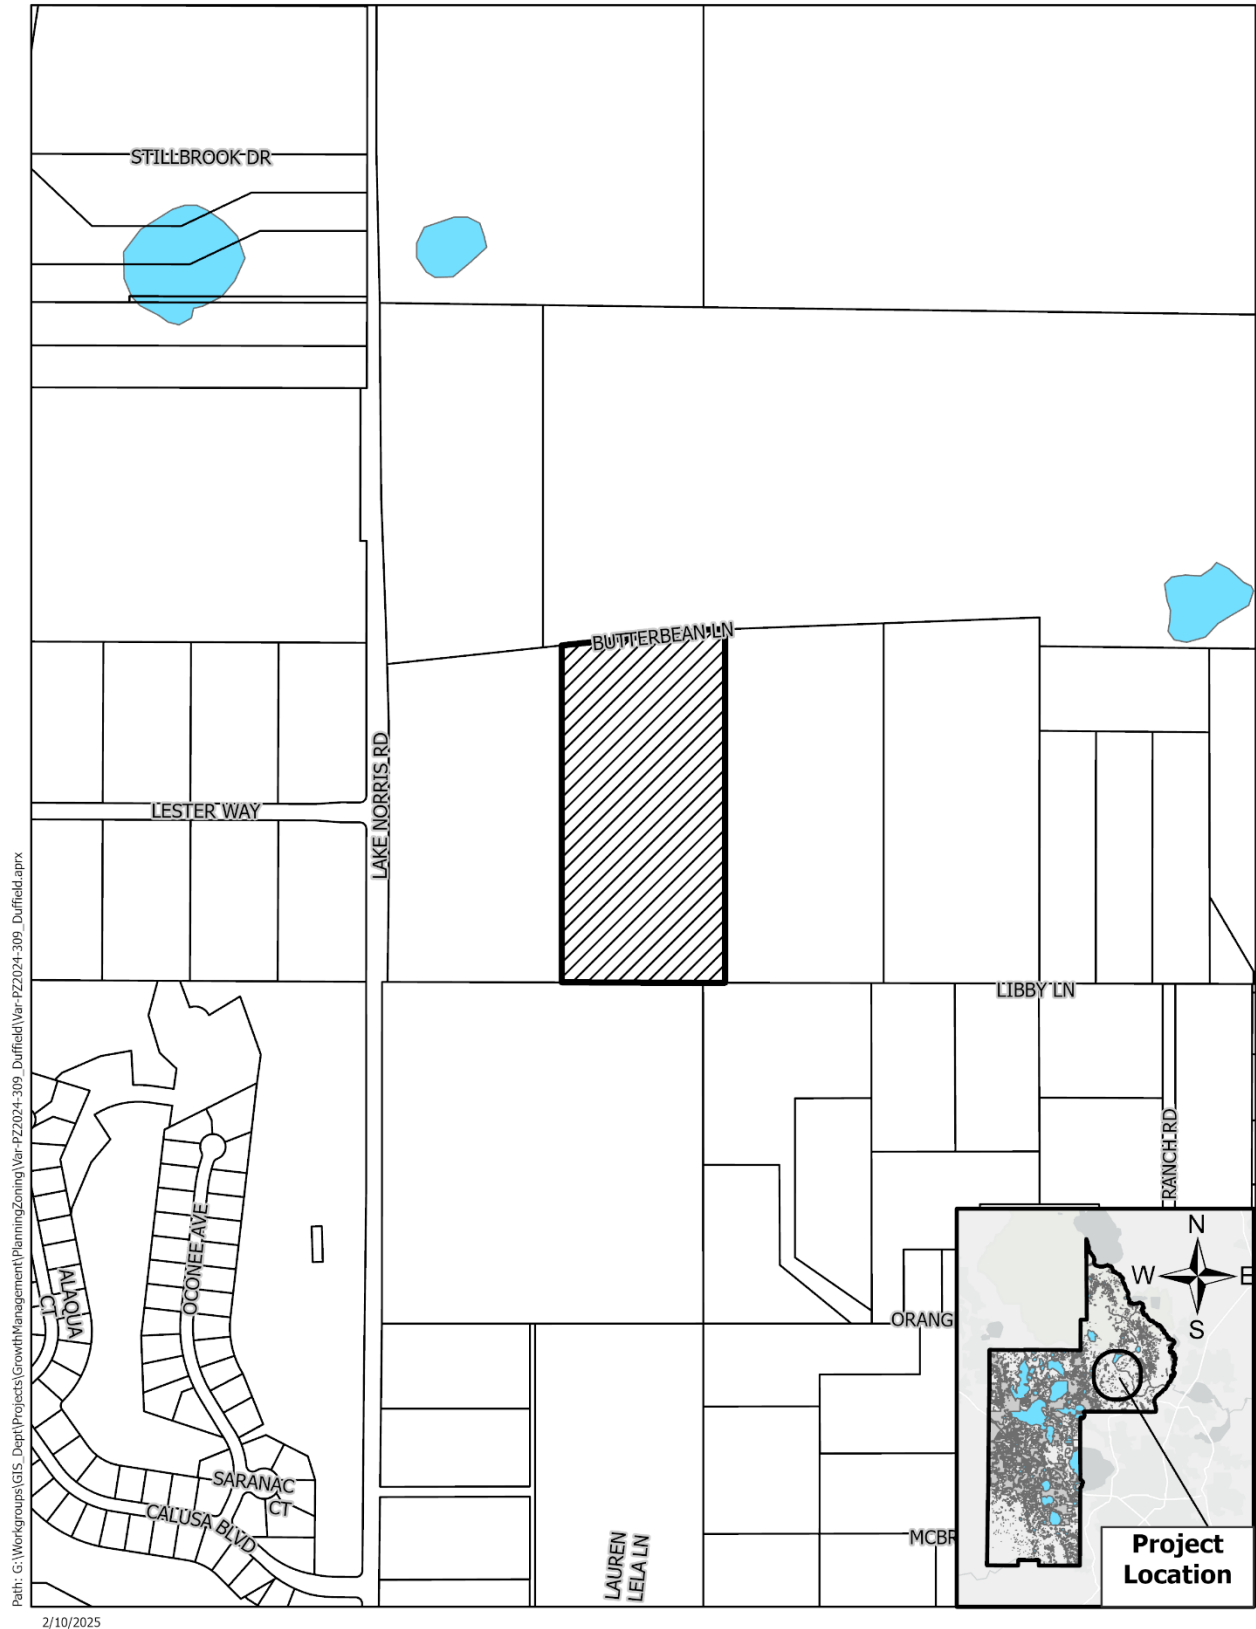 STILLBROOK DR
BUTTERBEAN LN
LAKE NORRIS RD
LESTER WAY
LIBBY LN
RANCH RD
OCONEE AVE
ALAQUA
CT
ORANG
SARANAC
CT
CALUSA BLVD
LAUREN
LELA LN
MCBR
N
W
E
S
Project
Location
Path: G:\Workgroups\GIS_Dept\Projects\GrowthManagement\PlanningZoning\Var-PZ2024-309_Duffield\Var-PZ2024-309_Duffield.aprx
2/10/2025